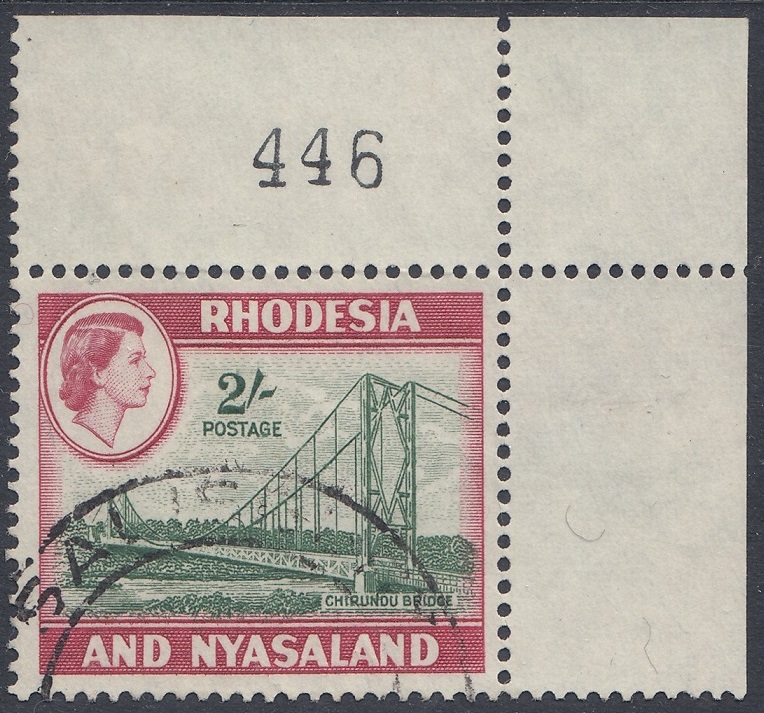 446
RHODESIA
2/-
POSTAGE
CHIRUNDU BRIDGE
AND NYASALAND